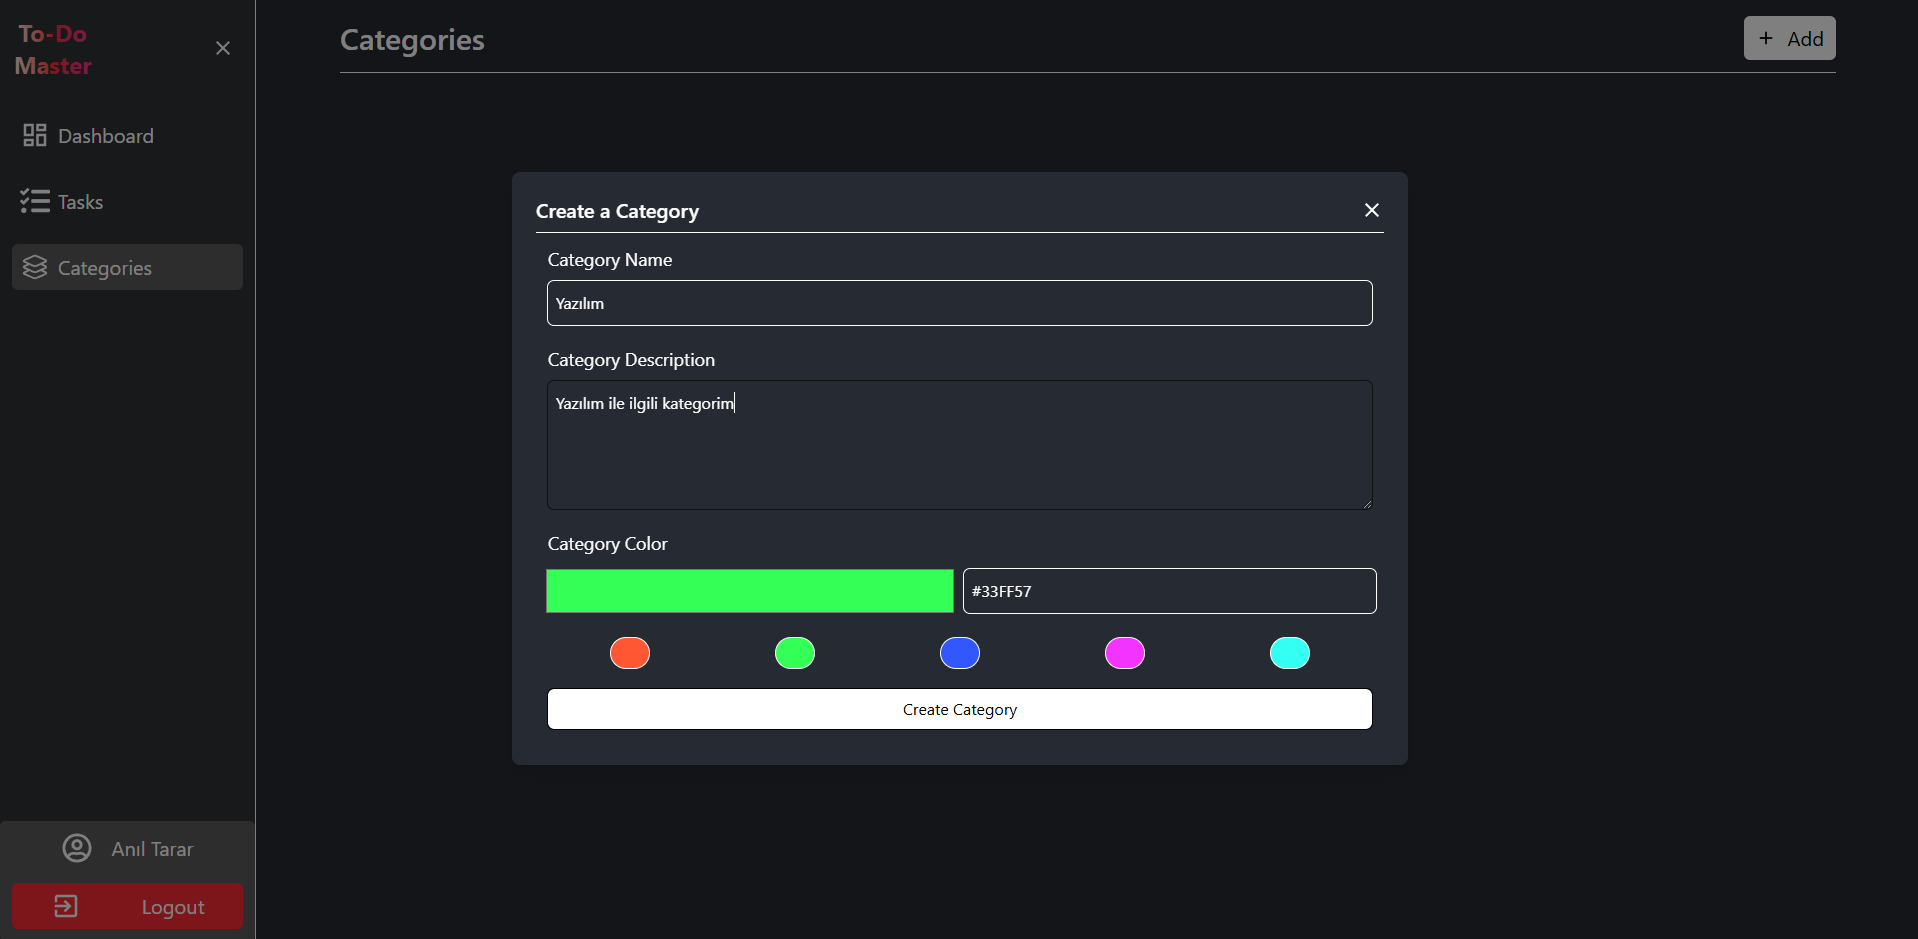 To-Do
Master
Dashboard
Tasks
Categories
Anıl Tarar
Logout
Categories
+ Add
Create a Category
Category Name
Yazılım
Category Description
Yazılım ile ilgili kategorim
Category Color
#33FF57
Create Category